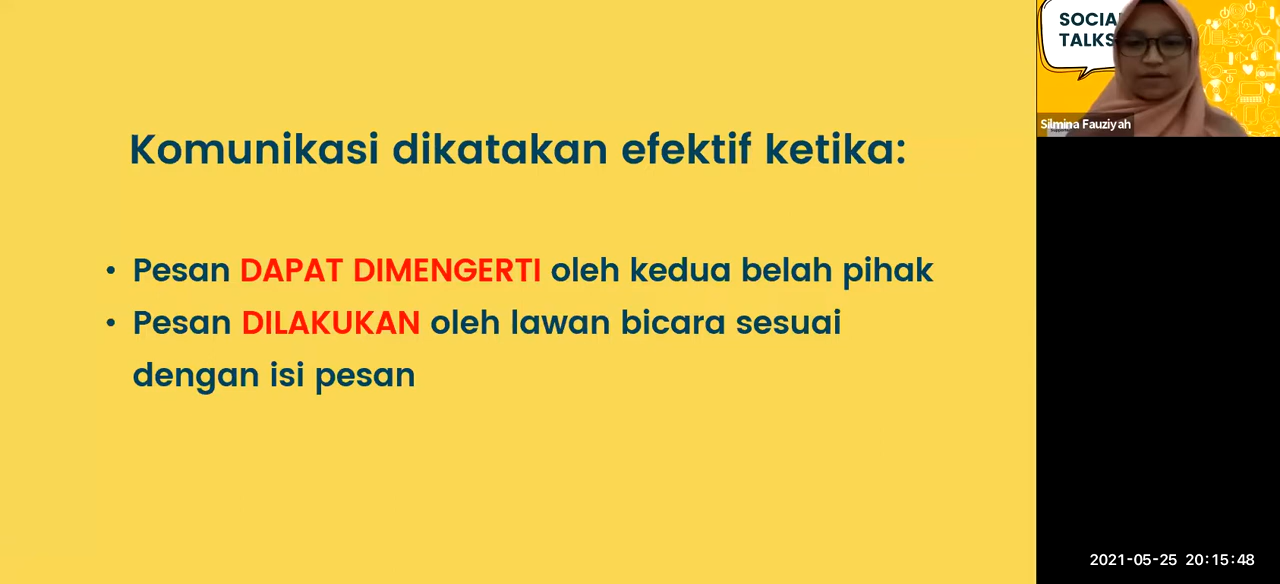 Komunikasi dikatakan efektif ketika:
• Pesan DAPAT DIMENGERTI oleh kedua belah pihak
• Pesan DILAKUKAN oleh lawan bicara sesuai
dengan isi pesan
SOCIA
TALKS
Silmina Fauziyah
2021-05-25 20:15:48